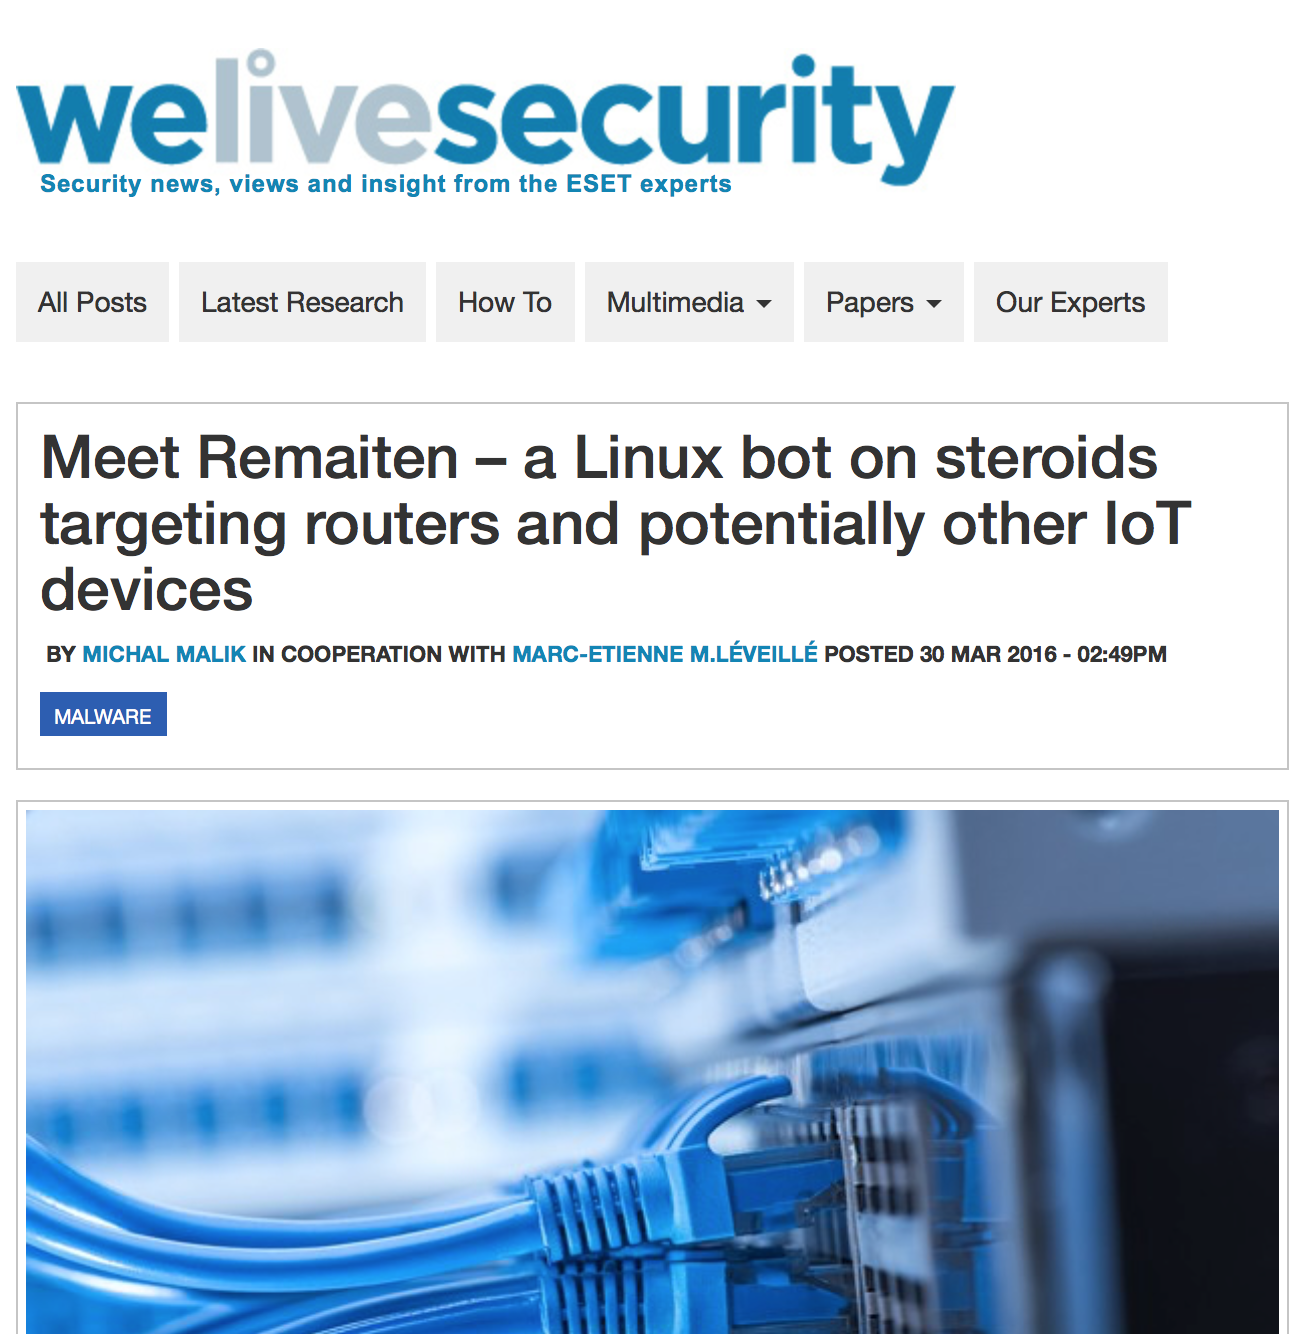 welivesecurity
Security news, views and insight from the ESET experts
All Posts Latest Research How To Multimedia Papers Our Experts
Meet Remaiten – a Linux bot on steroids
targeting routers and potentially other IoT
devices
BY MICHAL MALIK IN COOPERATION WITH MARC-ETIENNE M.LÉVEILLÉ POSTED 30 MAR 2016 - 02:49PM
MALWARE